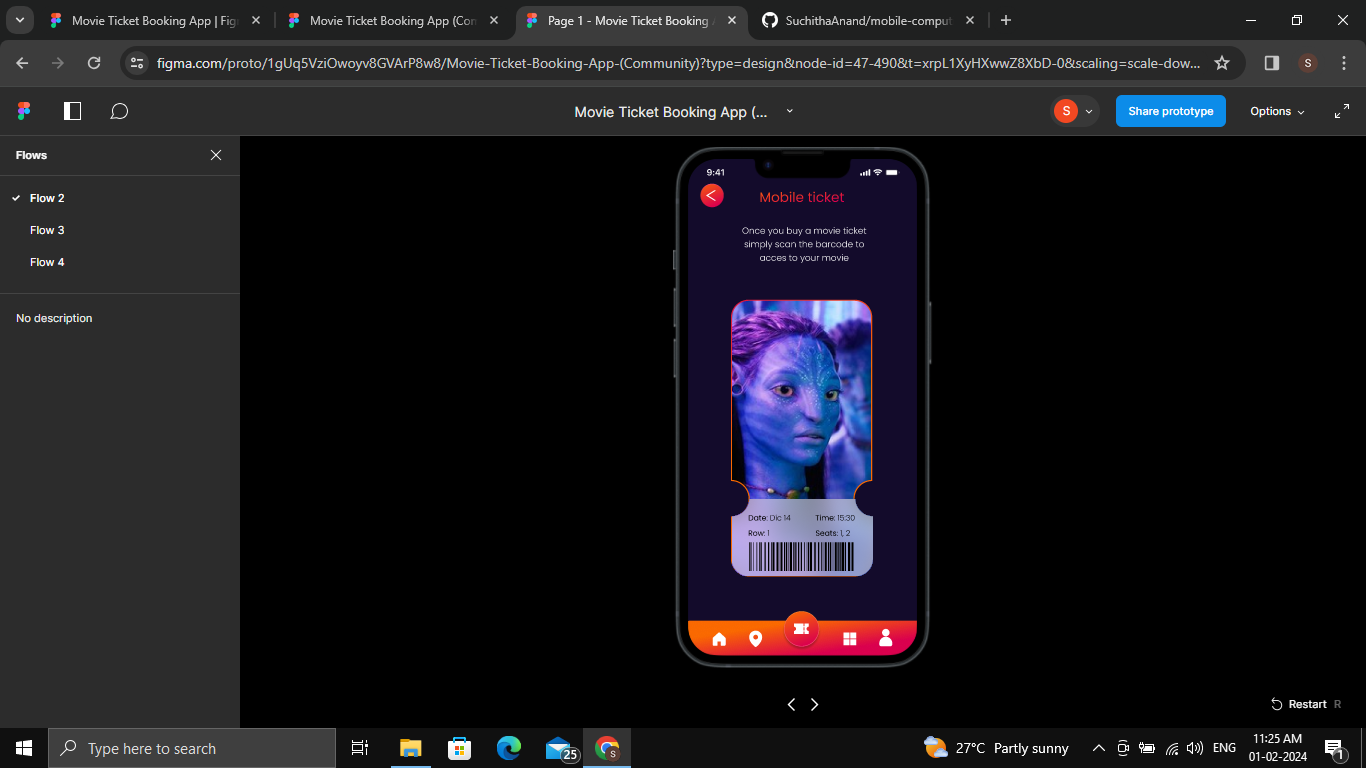 Movie Ticket Booking App | Fig
Movie Ticket Booking App (Con
Page 1 - Movie Ticket Booking
SuchithaAnand/mobile-comput
figma.com/proto/1gUq5VziOwoyv8GVArP8w8/Movie-Ticket-Booking-App-(Community)?type=design&node-id=47-490&t=xrpL1XyHXwwZ8XbD-0&scaling=scale-dow...
S
Movie Ticket Booking App (...
S
Share prototype
Options
Flows
Flow 2
Flow 3
Flow 4
No description
9:41
Mobile ticket
Once you buy a movie ticket
simply scan the barcode to
acces to your movie
Date: Dic 14 Time: 15:30
Row: 1 Seats: 1, 2
Restart R
Type here to search
25
S
27°C Partly sunny
ENG
11:25 AM
01-02-2024
1